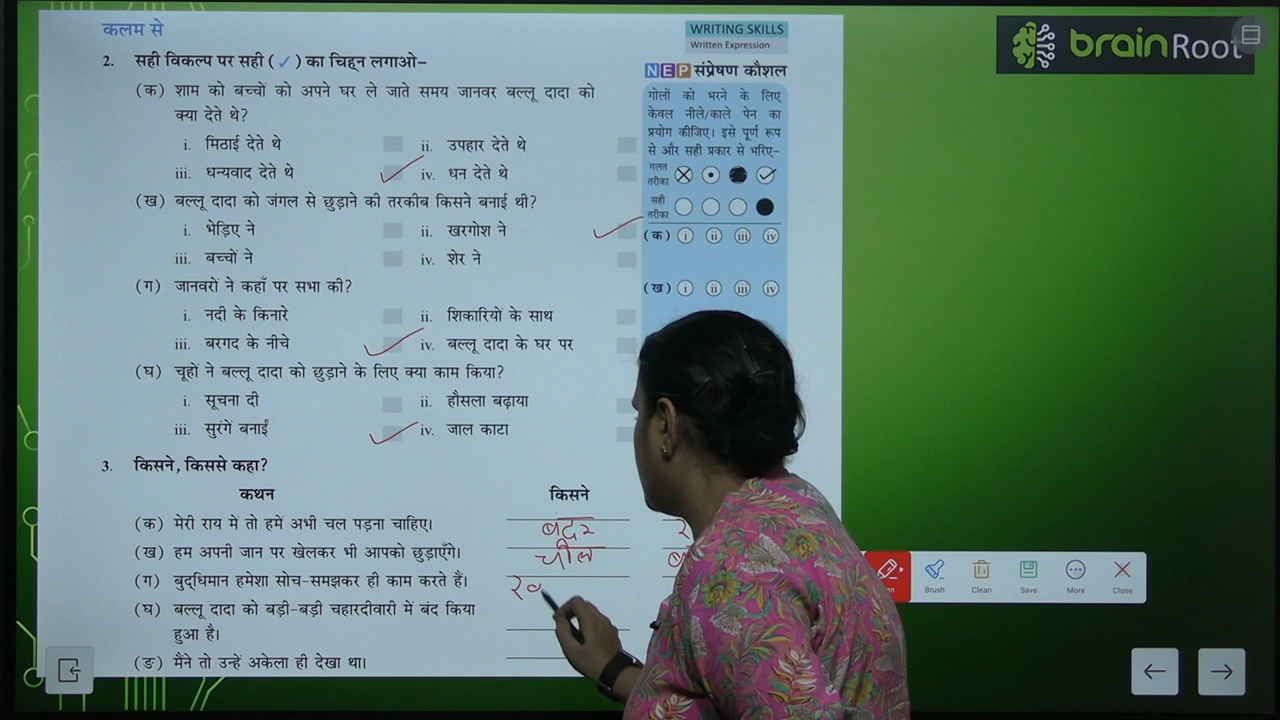 कलम से
WRITING SKILLS
Written Expression
2. सही विकल्प पर सही ( ✓ ) का चिह्न लगाओ–
(क) शाम को बच्चों को अपने घर ले जाते समय जानवर बल्लू दादा को
क्या देते थे?
i. मिठाई देते थे ii. उपहार देते थे
iii. धन्यवाद देते थे iv. धन देते थे
(ख) बल्लू दादा को जंगल से छुड़ाने की तरकीब किसने बनाई थी?
i. भेड़िए ने ii. खरगोश ने
iii. बच्चों ने iv. शेर ने
(ग) जानवरों ने कहाँ पर सभा की?
i. नदी के किनारे ii. शिकारियों के साथ
iii. बरगद के नीचे iv. बल्लू दादा के घर पर
(घ) चूहों ने बल्लू दादा को छुड़ाने के लिए क्या काम किया?
i. सूचना दी ii. हौसला बढ़ाया
iii. सुरंगें बनाईं iv. जाल काटा
3. किसने, किससे कहा?
कथन किसने
(क) मेरी राय में तो हमें अभी चल पड़ना चाहिए। बंदर
(ख) हम अपनी जान पर खेलकर भी आपको छुड़ाएँगे। चील
(ग) बुद्धिमान हमेशा सोच-समझकर ही काम करते हैं।
(घ) बल्लू दादा को बड़ी-बड़ी चहारदीवारी में बंद किया
हुआ है।
(ङ) मैंने तो उन्हें अकेला ही देखा था।
NEP संप्रेषण कौशल
गोलों को भरने के लिए
केवल नीले/काले पेन का
प्रयोग कीजिए। इसे पूर्ण रूप
से और सही प्रकार से भरिए–
गलत
तरीका
सही
तरीका
(क) i ii iii iv
(ख) i ii iii iv
brainRoot
Brush Clean Save More Close